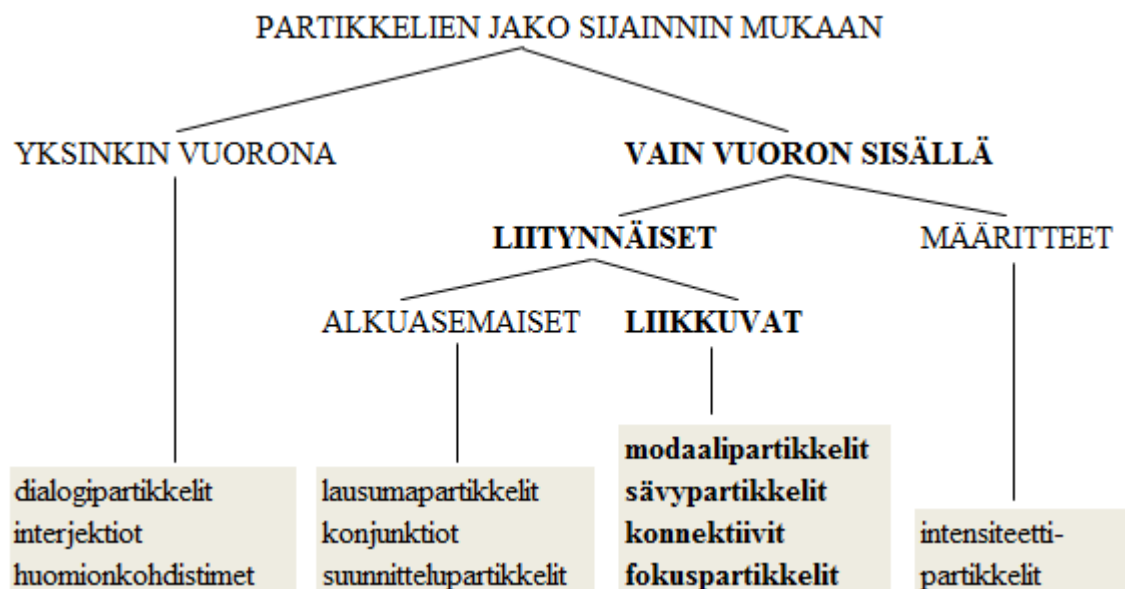 PARTIKKELIEN JAKO SIJAINNIN MUKAAN
YKSINKIN VUORONA
VAIN VUORON SISÄLLÄ
LIITYNNÄISET
MÄÄRITTEET
ALKUASEMAISET
LIIKKUVAT
dialogipartikkelit
interjektiot
huomionkohdistimet
lausumapartikkelit
konjunktiot
suunnittelupartikkelit
modaalipartikkelit
sävypartikkelit
konnektiivit
fokuspartikkelit
intensiteetti-
partikkelit